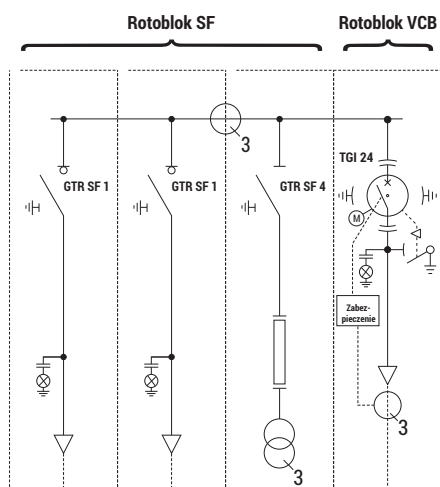 Rotoblok SF
Rotoblok VCB
3
TGI 24
GTR SF 1
GTR SF 1
GTR SF 4
M
Zabez-
pieczenie
3
3